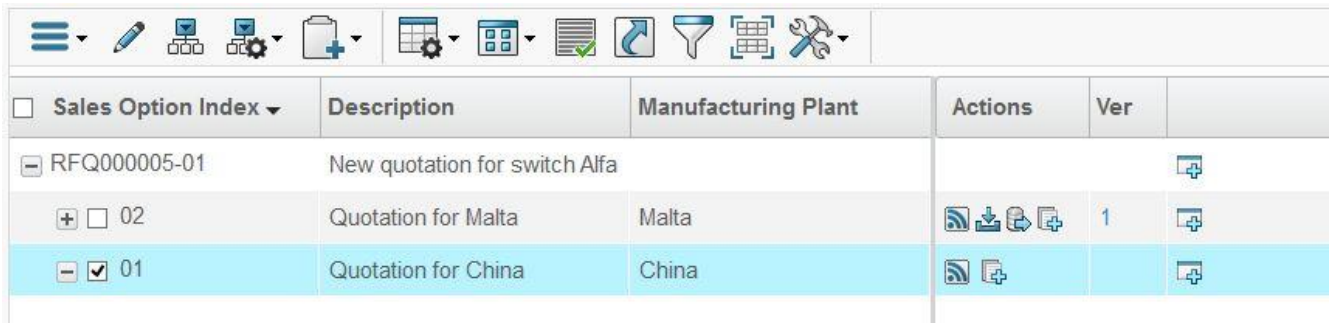 Sales Option Index Description Manufacturing Plant Actions Ver
RFQ000005-01 New quotation for switch Alfa
02 Quotation for Malta Malta 1
01 Quotation for China China